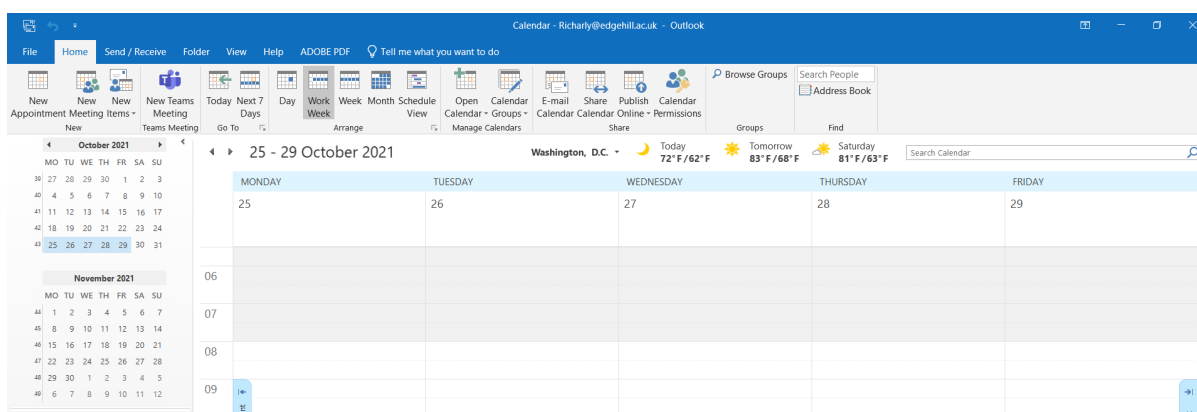 Calendar - Richarly@edgehill.ac.uk - Outlook
File Home Send / Receive Folder View Help ADOBE PDF Tell me what you want to do
New Appointment New Meeting New Items New Teams Meeting Today Next 7 Days Day Work Week Week Month Schedule View Open Calendar Calendar Groups E-mail Calendar Share Calendar Publish Online Calendar Permissions Browse Groups Search People
Address Book
New Teams Meeting Go To Arrange Manage Calendars Share Groups Find
October 2021
MO TU WE TH FR SA SU
39 27 28 29 30 1 2 3
40 4 5 6 7 8 9 10
41 11 12 13 14 15 16 17
42 18 19 20 21 22 23 24
43 25 26 27 28 29 30 31
November 2021
MO TU WE TH FR SA SU
44 1 2 3 4 5 6 7
45 8 9 10 11 12 13 14
46 15 16 17 18 19 20 21
47 22 23 24 25 26 27 28
48 29 30 1 2 3 4 5
49 6 7 8 9 10 11 12
25 - 29 October 2021 Washington, D.C. Today Tomorrow Saturday Search Calendar
72°F/62°F 83°F/68°F 81°F/63°F
MONDAY TUESDAY WEDNESDAY THURSDAY FRIDAY
25 26 27 28 29
06
07
08
09